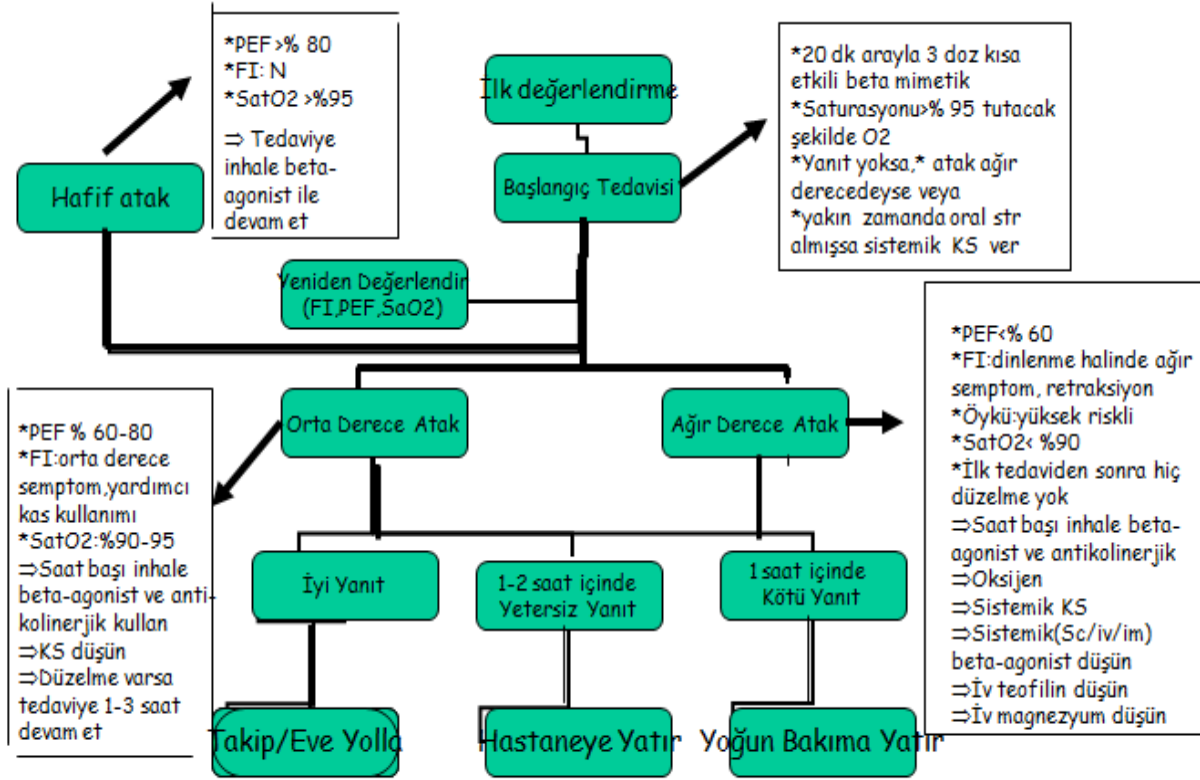 *PEF >% 80
*FI: N
*SatO2 >%95
⇒ Tedaviye
inhale beta-
agonist ile
devam et
İlk değerlendirme
*20 dk arayla 3 doz kısa
etkili beta mimetik
*Saturasyonu>% 95 tutacak
şekilde O2
*Yanıt yoksa,* atak ağır
derecedeyse veya
*yakın zamanda oral str
almışsa sistemik KS ver
Hafif atak
Başlangıç Tedavisi
Yeniden Değerlendir
(FI,PEF,SaO2)
*PEF % 60-80
*FI:orta derece
semptom,yardımcı
kas kullanımı
*SatO2:%90-95
⇒Saat başı inhale
beta-agonist ve anti-
kolinerjik kullan
⇒KS düşün
⇒Düzelme varsa
tedaviye 1-3 saat
devam et
Orta Derece Atak
Ağır Derece Atak
*PEF<% 60
*FI:dinlenme halinde ağır
semptom, retraksiyon
*Öykü:yüksek riskli
*SatO2< %90
*İlk tedaviden sonra hiç
düzelme yok
⇒Saat başı inhale beta-
agonist ve antikolinerjik
⇒Oksijen
⇒Sistemik KS
⇒Sistemik(Sc/iv/im)
beta-agonist düşün
⇒İv teofilin düşün
⇒İv magnezyum düşün
İyi Yanıt
1-2 saat içinde
Yetersiz Yanıt
1 saat içinde
Kötü Yanıt
Takip/Eve Yolla
Hastaneye Yatır
Yoğun Bakıma Yatır